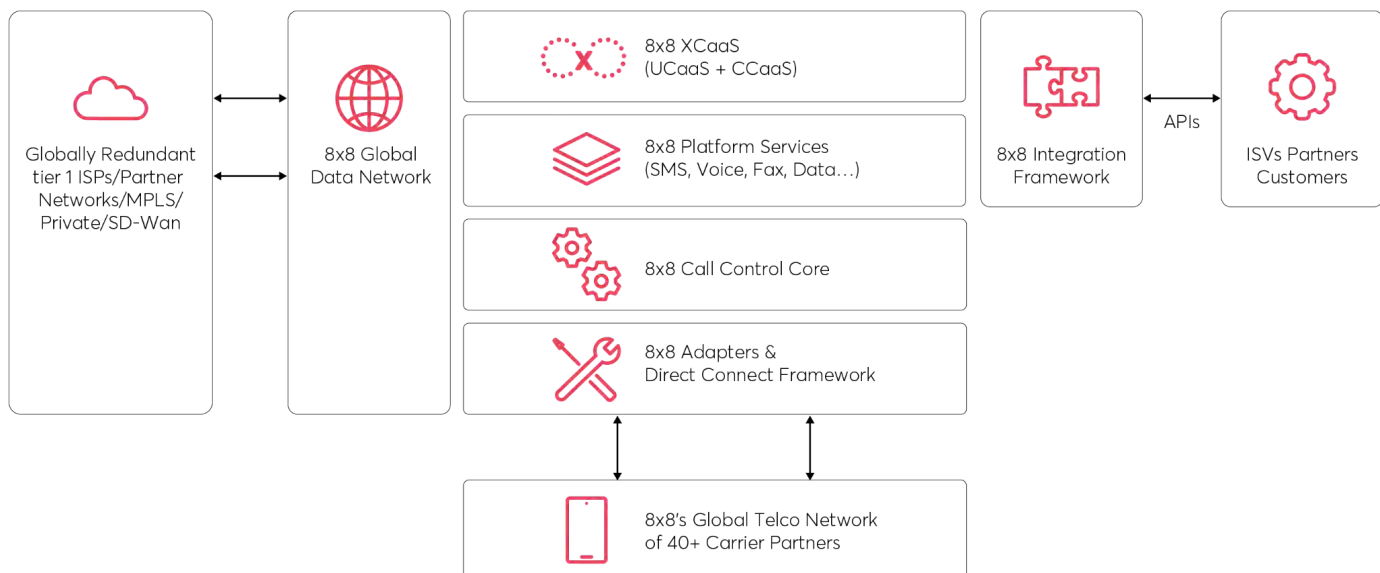 Globally Redundant
tier 1 ISPs/Partner
Networks/MPLS/
Private/SD-Wan
8x8 Global
Data Network
X
8x8 XCaaS
(UCaaS + CCaaS)
8x8 Platform Services
(SMS, Voice, Fax, Data...)
8x8 Call Control Core
8x8 Adapters &
Direct Connect Framework
8x8's Global Telco Network
of 40+ Carrier Partners
8x8 Integration
Framework
APIs
ISVs Partners
Customers